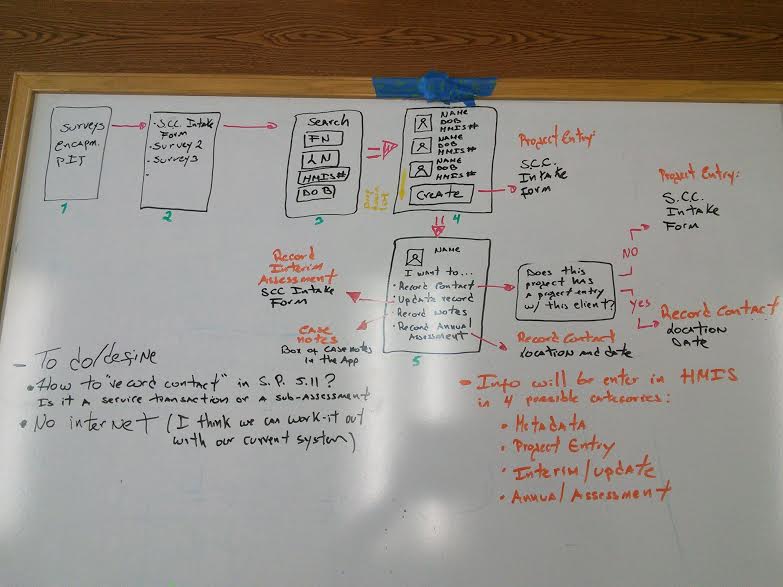 Surveys
encapm.
PIT
1
• SCC. Intake
Form
• Survey 2
• Survey 3
•
2
Search
FN
LN
HMIS#
DOB
3
NAME
DOB
HMIS#
NAME
DOB
HMIS#
NAME
DOB
HMIS#
Create
4
Project Entry:
S.C.C.
Intake
Form
NAME
I want to...
• Record Contact
• Update record
• Record Notes
• Record Annual
Assessment
5
Record
Interim
Assessment
SCC Intake
Form
Case
notes
Box of case notes
in the App
Does this
project has
a project entry
w/ this client?
NO
Yes
Project Entry:
S.C.C.
Intake
Form
Record Contact
Location
Date
Record Contact
Location and date
- To do/define
• How to "record contact" in S.P. 5.11?
Is it a service transaction or a sub-assessment
• No internet (I think we can work-it out
with our current system)
- Info will be enter in HMIS
in 4 possible categories:
• Metadata
• Project Entry
• Interim/update
• Annual Assessment